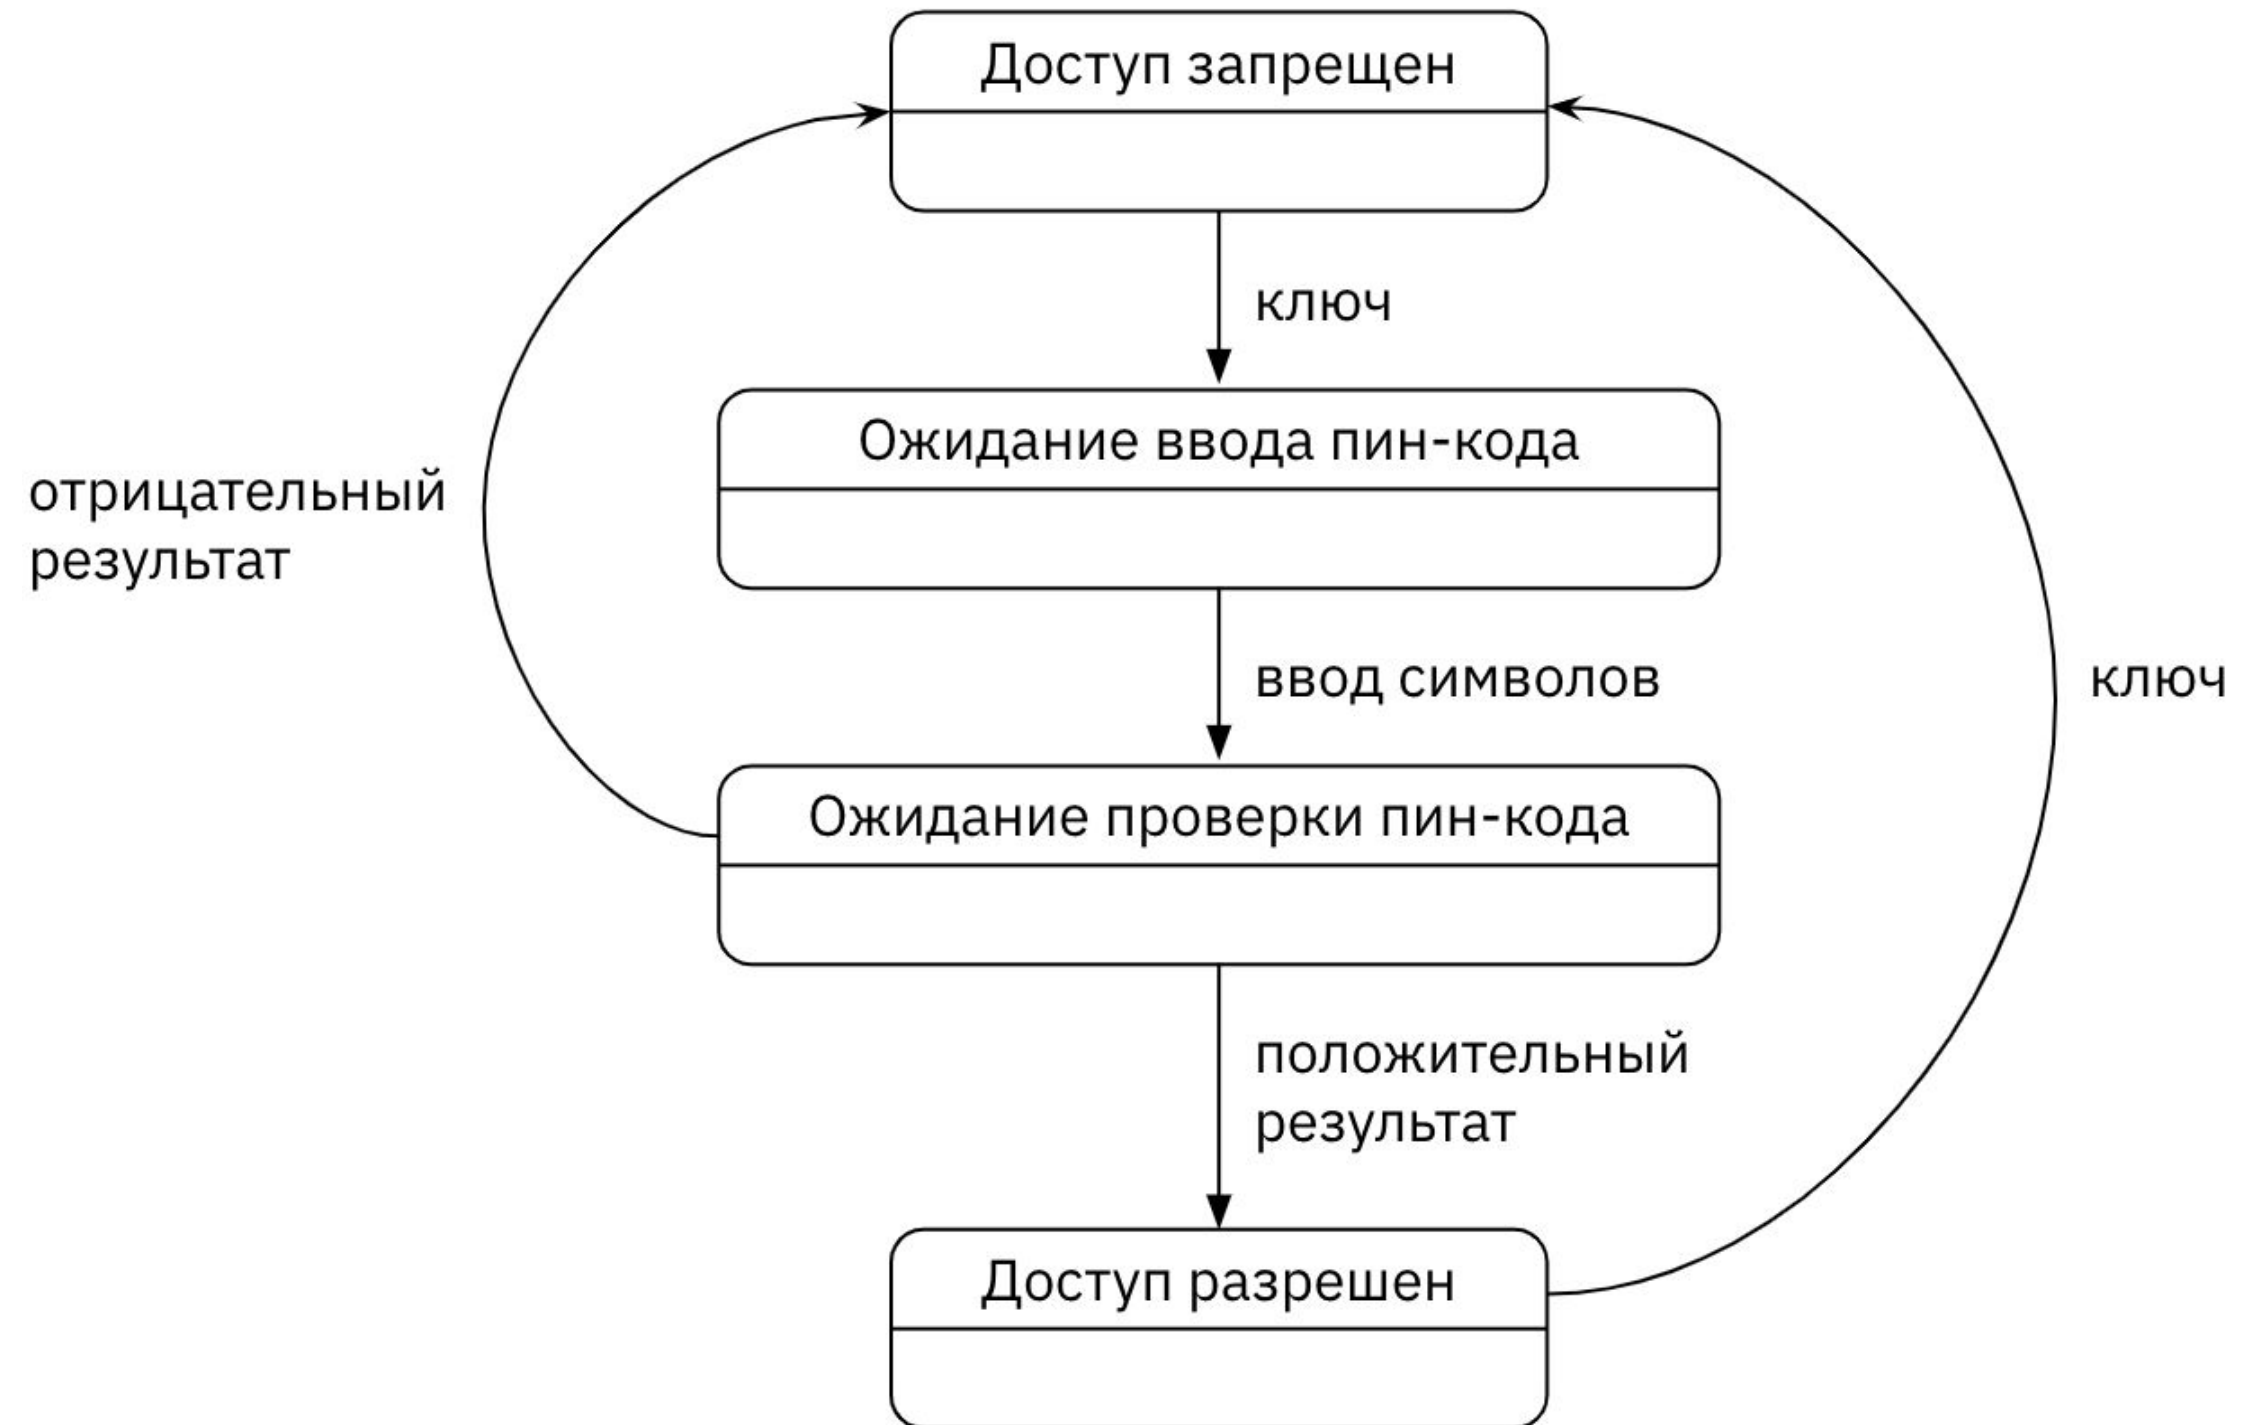 Доступ запрещен
ключ
Ожидание ввода пин-кода
отрицательный
результат
ввод символов
ключ
Ожидание проверки пин-кода
положительный
результат
Доступ разрешен